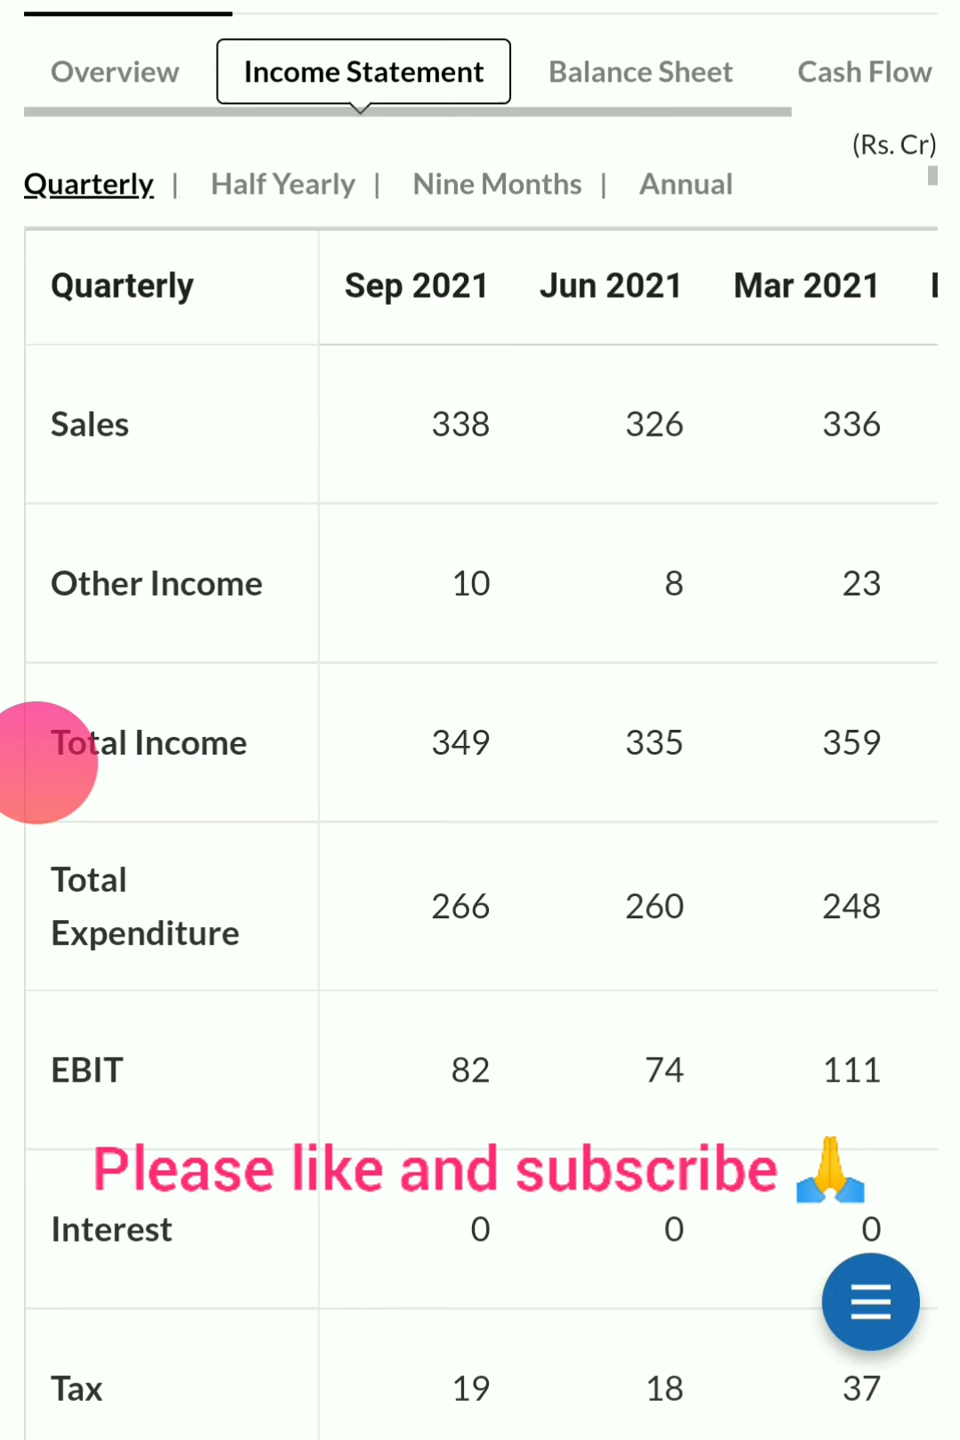 Overview Income Statement Balance Sheet Cash Flow
(Rs. Cr)
Quarterly | Half Yearly | Nine Months | Annual
Quarterly Sep 2021 Jun 2021 Mar 2021
Sales 338 326 336
Other Income 10 8 23
Total Income 349 335 359
Total
Expenditure 266 260 248
EBIT 82 74 111
Please like and subscribe 🙏
Interest 0 0 0
Tax 19 18 37